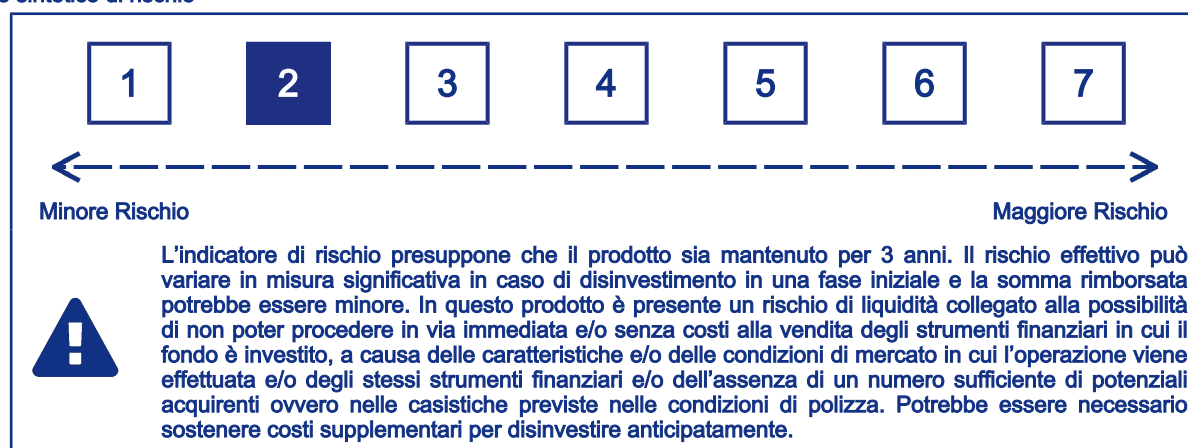 sintetico di rischio
1 2 3 4 5 6 7
Minore Rischio Maggiore Rischio
L'indicatore di rischio presuppone che il prodotto sia mantenuto per 3 anni. Il rischio effettivo può
variare in misura significativa in caso di disinvestimento in una fase iniziale e la somma rimborsata
potrebbe essere minore. In questo prodotto è presente un rischio di liquidità collegato alla possibilità
di non poter procedere in via immediata e/o senza costi alla vendita degli strumenti finanziari in cui il
fondo è investito, a causa delle caratteristiche e/o delle condizioni di mercato in cui l'operazione viene
effettuata e/o degli stessi strumenti finanziari e/o dell'assenza di un numero sufficiente di potenziali
acquirenti ovvero nelle casistiche previste nelle condizioni di polizza. Potrebbe essere necessario
sostenere costi supplementari per disinvestire anticipatamente.